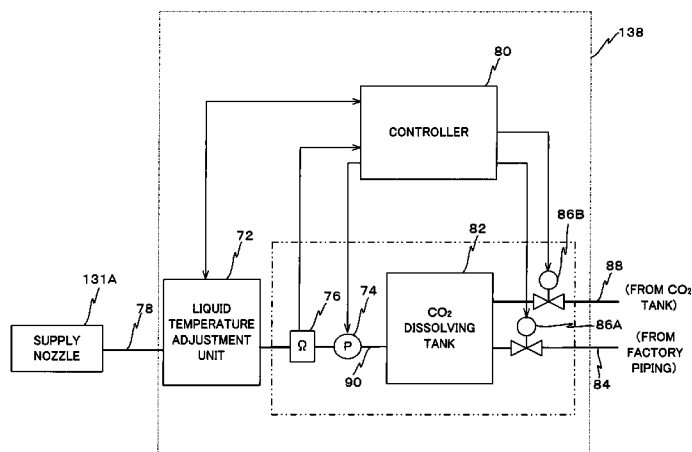 138
80
CONTROLLER
86B
72
82
88
(FROM CO₂
TANK)
131A
78
76
74
LIQUID
TEMPERATURE
ADJUSTMENT
UNIT
CO₂
DISSOLVING
TANK
86A
SUPPLY
NOZZLE
Ω
P
90
(FROM
FACTORY
PIPING)
84